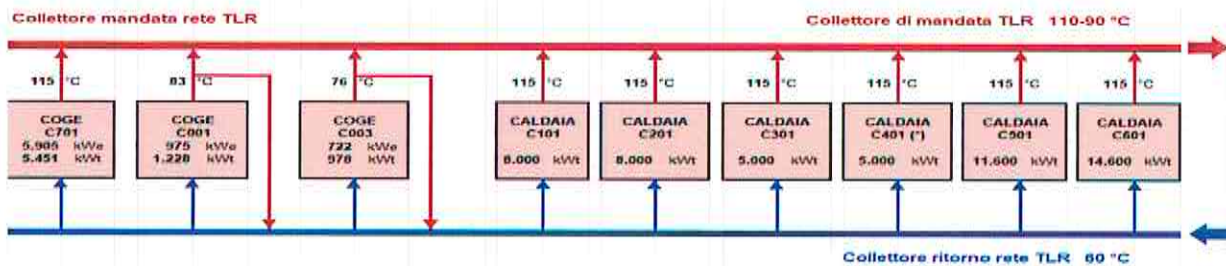 Collettore mandata rete TLR
Collettore di mandata TLR 110-90 °C
115 °C
83 °C
76 °C
115 °C
115 °C
115 °C
115 °C
115 °C
115 °C
COGE
C701
5.905 kWe
5.451 kWt
COGE
C001
975 kWe
1.228 kWt
COGE
C003
722 kWe
978 kWt
CALDAIA
C101
8.000 kWt
CALDAIA
C201
8.000 kWt
CALDAIA
C301
5.000 kWt
CALDAIA
C401 (*)
5.000 kWt
CALDAIA
C501
11.600 kWt
CALDAIA
C601
14.600 kWt
Collettore ritorno rete TLR 60 °C